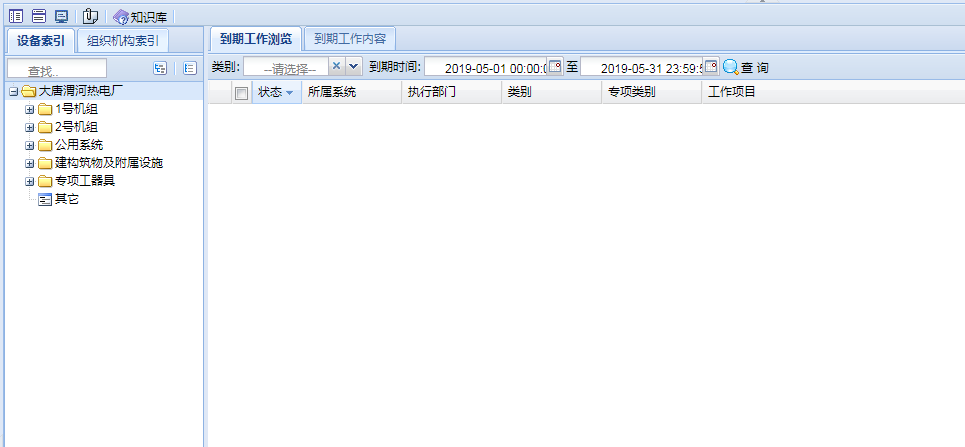 知识库
设备索引 组织机构索引
查找..
大唐渭河热电厂
1号机组
2号机组
公用系统
建构筑物及附属设施
专项工器具
其它
到期工作浏览 到期工作内容
类别: --请选择-- 到期时间: 2019-05-01 00:00:0 至 2019-05-31 23:59:5 查 询
状态 所属系统 执行部门 类别 专项类别 工作项目